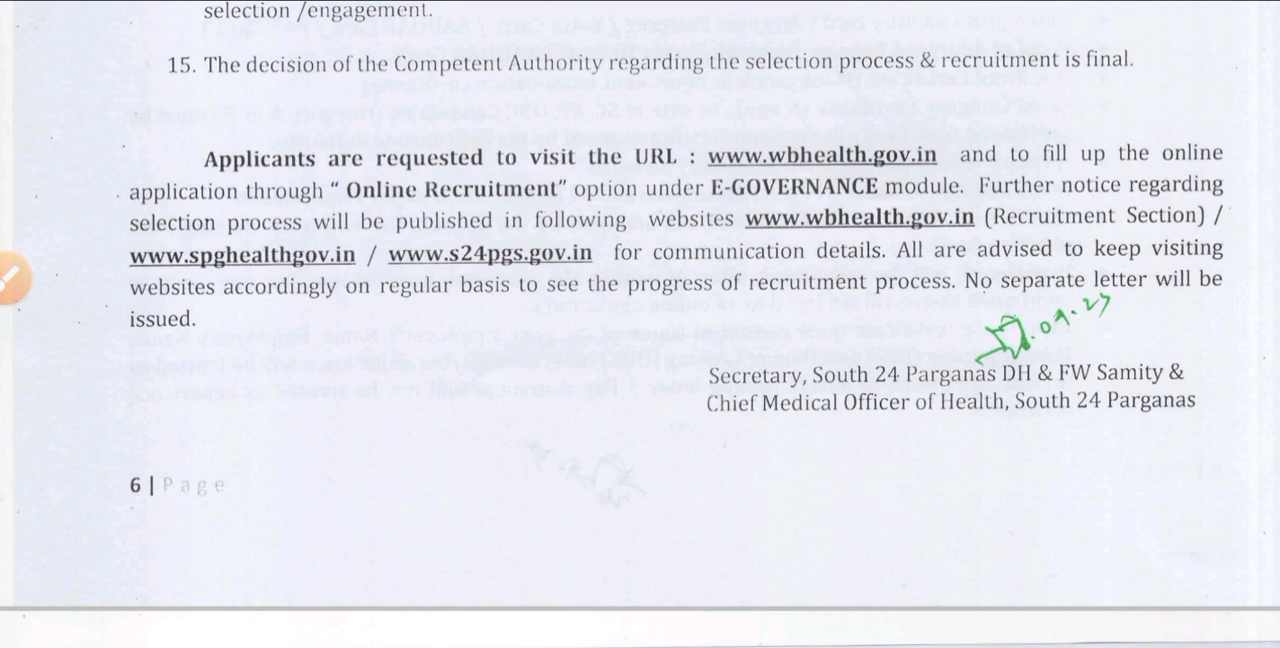 selection /engagement.
15. The decision of the Competent Authority regarding the selection process & recruitment is final.
Applicants are requested to visit the URL : www.wbhealth.gov.in and to fill up the online
application through “ Online Recruitment” option under E-GOVERNANCE module. Further notice regarding
selection process will be published in following websites www.wbhealth.gov.in (Recruitment Section) /
www.spghealthgov.in / www.s24pgs.gov.in for communication details. All are advised to keep visiting
websites accordingly on regular basis to see the progress of recruitment process. No separate letter will be
issued.
Secretary, South 24 Parganas DH & FW Samity &
Chief Medical Officer of Health, South 24 Parganas
6 | Page